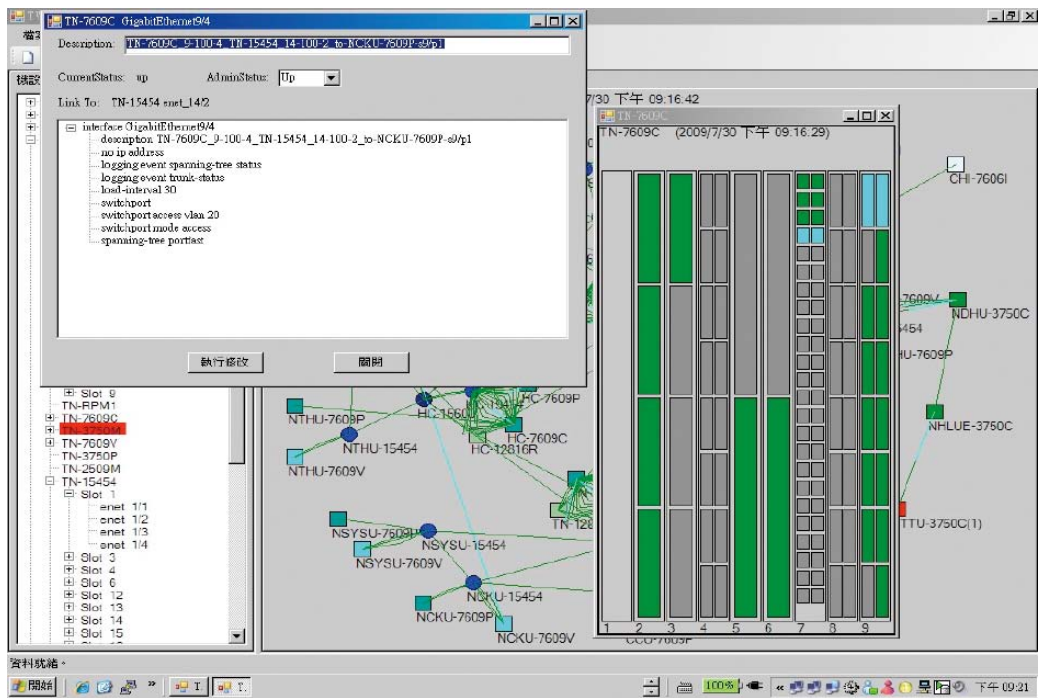 TN-7609C GigabitEthernet9/4
Description: TN-7609C_9-100-4_TN-15454_14-100-2_to-NCKU-7609P-s9/p1
CurrentStatus: up AdminStatus: Up
Link To: TN-15454 enet_14/2
interface GigabitEthernet9/4
description TN-7609C_9-100-4_TN-15454_14-100-2_to-NCKU-7609P-s9/p1
no ip address
logging event spanning-tree status
logging event trunk-status
load-interval 30
switchport
switchport access vlan 20
switchport mode access
spanning-tree portfast
執行修改 關閉
7/30 下午 09:16:42
TN-7609C
TN-7609C (2009/7/30 下午 09:16:29)
1 2 3 4 5 6 7 8 9
CHI-7606I
7609V
NDHU-3750C
HU-7609P
NHLUE-3750C
TTU-3750C(1)
Slot 9
TN-RPM1
TN-7609C
TN-3750M
TN-7609V
TN-3750P
TN-2509M
TN-15454
Slot 1
enet 1/1
enet 1/2
enet 1/3
enet 1/4
Slot 3
Slot 4
Slot 6
Slot 12
Slot 13
Slot 14
Slot 15
HC-7609P
NTHU-7609P
HC-7609C
NTHU-15454
HC-12816R
NTHU-7609V
TN-128
NSYSU-7609P
NSYSU-15454
NSYSU-7609V
NCKU-15454
NCKU-7609P
NCKU-7609V
CCU-7609P
資料就緒。
開始 T. T. 100% 下午 09:21